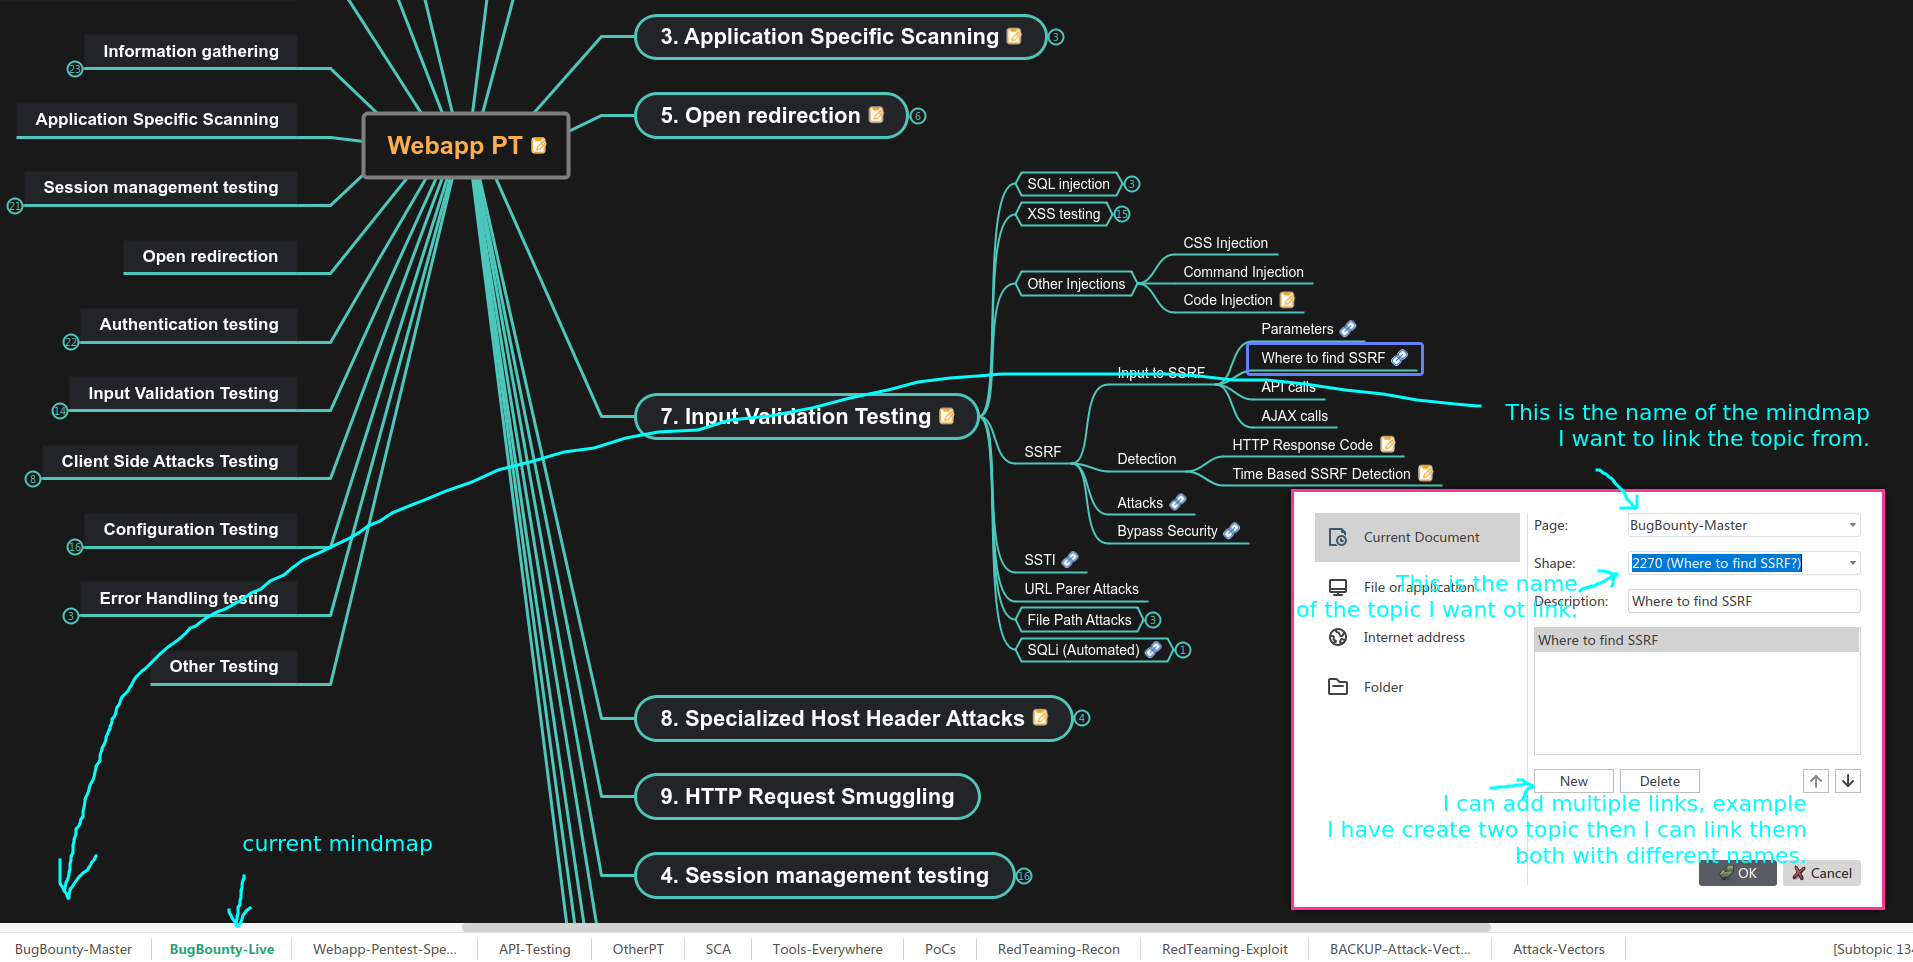 Information gathering
23
Application Specific Scanning
Session management testing
21
Open redirection
Authentication testing
22
Input Validation Testing
14
Client Side Attacks Testing
8
Configuration Testing
16
Error Handling testing
3
Other Testing
Webapp PT
3. Application Specific Scanning
3
5. Open redirection
6
7. Input Validation Testing
SQL injection
3
XSS testing
15
Other Injections
CSS Injection
Command Injection
Code Injection
SSRF
Input to SSRF
Parameters
Where to find SSRF
API calls
AJAX calls
Detection
HTTP Response Code
Time Based SSRF Detection
Attacks
Bypass Security
SSTI
URL Parer Attacks
File Path Attacks
3
SQLi (Automated)
1
8. Specialized Host Header Attacks
4
9. HTTP Request Smuggling
4. Session management testing
16
This is the name of the mindmap
I want to link the topic from.
Current Document
File or application
Internet address
Folder
Page:
BugBounty-Master
Shape:
2270 (Where to find SSRF?)
Description:
Where to find SSRF
Where to find SSRF
New
Delete
OK
Cancel
This is the name
of the topic I want ot link.
I can add multiple links, example
I have create two topic then I can link them
both with different names.
current mindmap
BugBounty-Master
BugBounty-Live
Webapp-Pentest-Spe...
API-Testing
OtherPT
SCA
Tools-Everywhere
PoCs
RedTeaming-Recon
RedTeaming-Exploit
BACKUP-Attack-Vect...
Attack-Vectors
[Subtopic 134